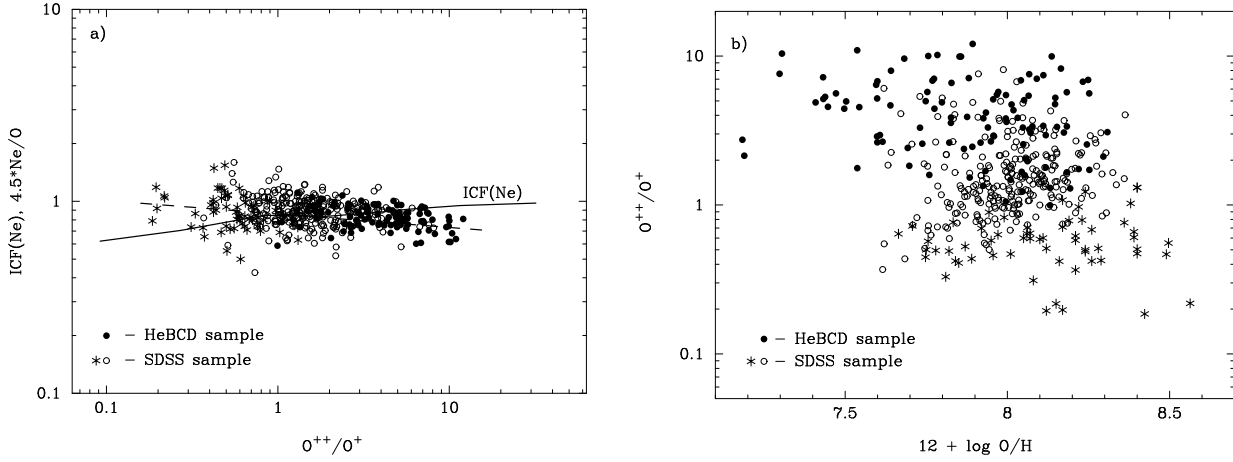 10
a)
ICF(Ne), 4.5*Ne/O
1
ICF(Ne)
● – HeBCD sample
✳○ – SDSS sample
0.1
0.1
1
10
O⁺⁺/O⁺
b)
10
O⁺⁺/O⁺
1
● – HeBCD sample
✳○ – SDSS sample
0.1
7.5
8
8.5
12 + log O/H